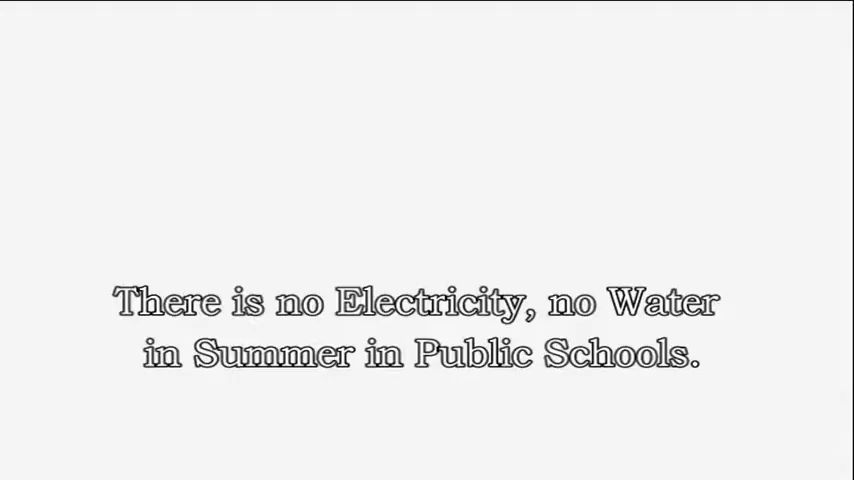 There is no Electricity, no Water
in Summer in Public Schools.